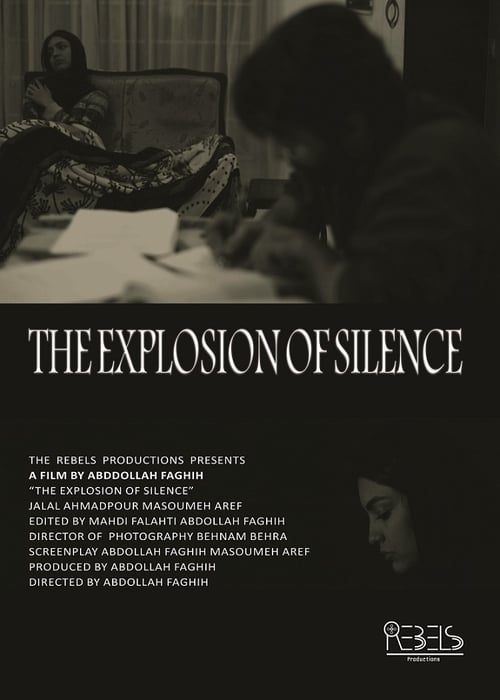 THE EXPLOSION OF SILENCE
THE REBELS PRODUCTIONS PRESENTS
A FILM BY ABDDOLLAH FAGHIH
“THE EXPLOSION OF SILENCE”
JALAL AHMADPOUR MASOUMEH AREF
EDITED BY MAHDI FALAHTI ABDOLLAH FAGHIH
DIRECTOR OF PHOTOGRAPHY BEHNAM BEHRA
SCREENPLAY ABDOLLAH FAGHIH MASOUMEH AREF
PRODUCED BY ABDOLLAH FAGHIH
DIRECTED BY ABDOLLAH FAGHIH
REBELS
Productions